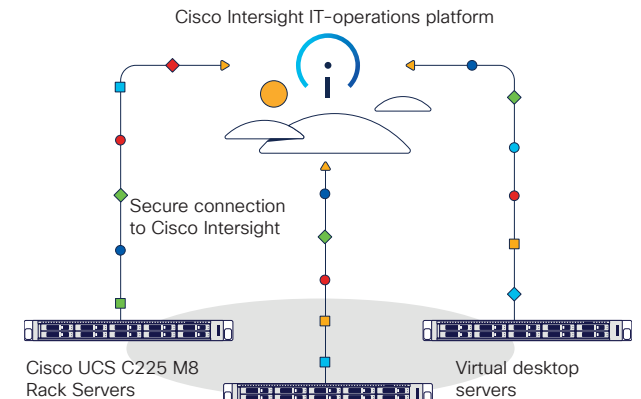 Cisco Intersight IT-operations platform
Secure connection
to Cisco Intersight
Cisco UCS C225 M8
Rack Servers
Virtual desktop
servers